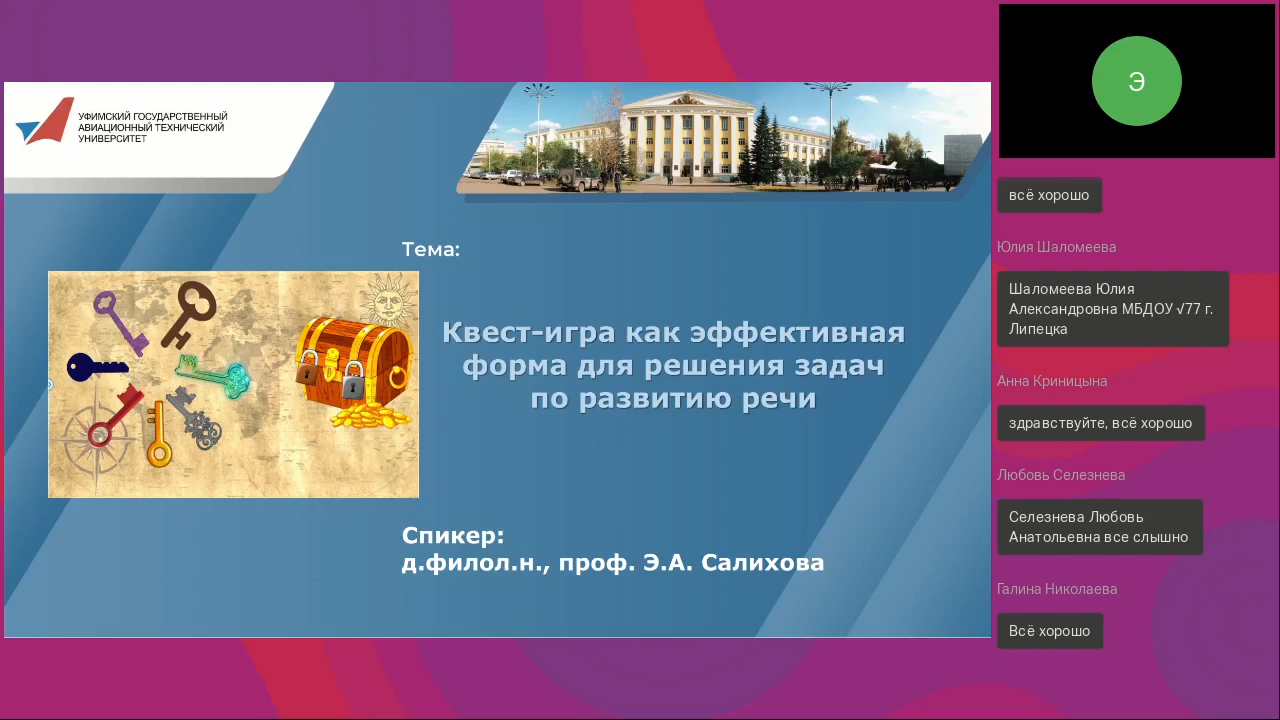 УФИМСКИЙ ГОСУДАРСТВЕННЫЙ
АВИАЦИОННЫЙ ТЕХНИЧЕСКИЙ
УНИВЕРСИТЕТ
Тема:
Квест-игра как эффективная
форма для решения задач
по развитию речи
Спикер:
д.филол.н., проф. Э.А. Салихова
Э
всё хорошо
Юлия Шаломеева
Шаломеева Юлия
Александровна МБДОУ √77 г.
Липецка
Анна Криницына
здравствуйте, всё хорошо
Любовь Селезнева
Селезнева Любовь
Анатольевна все слышно
Галина Николаева
Всё хорошо